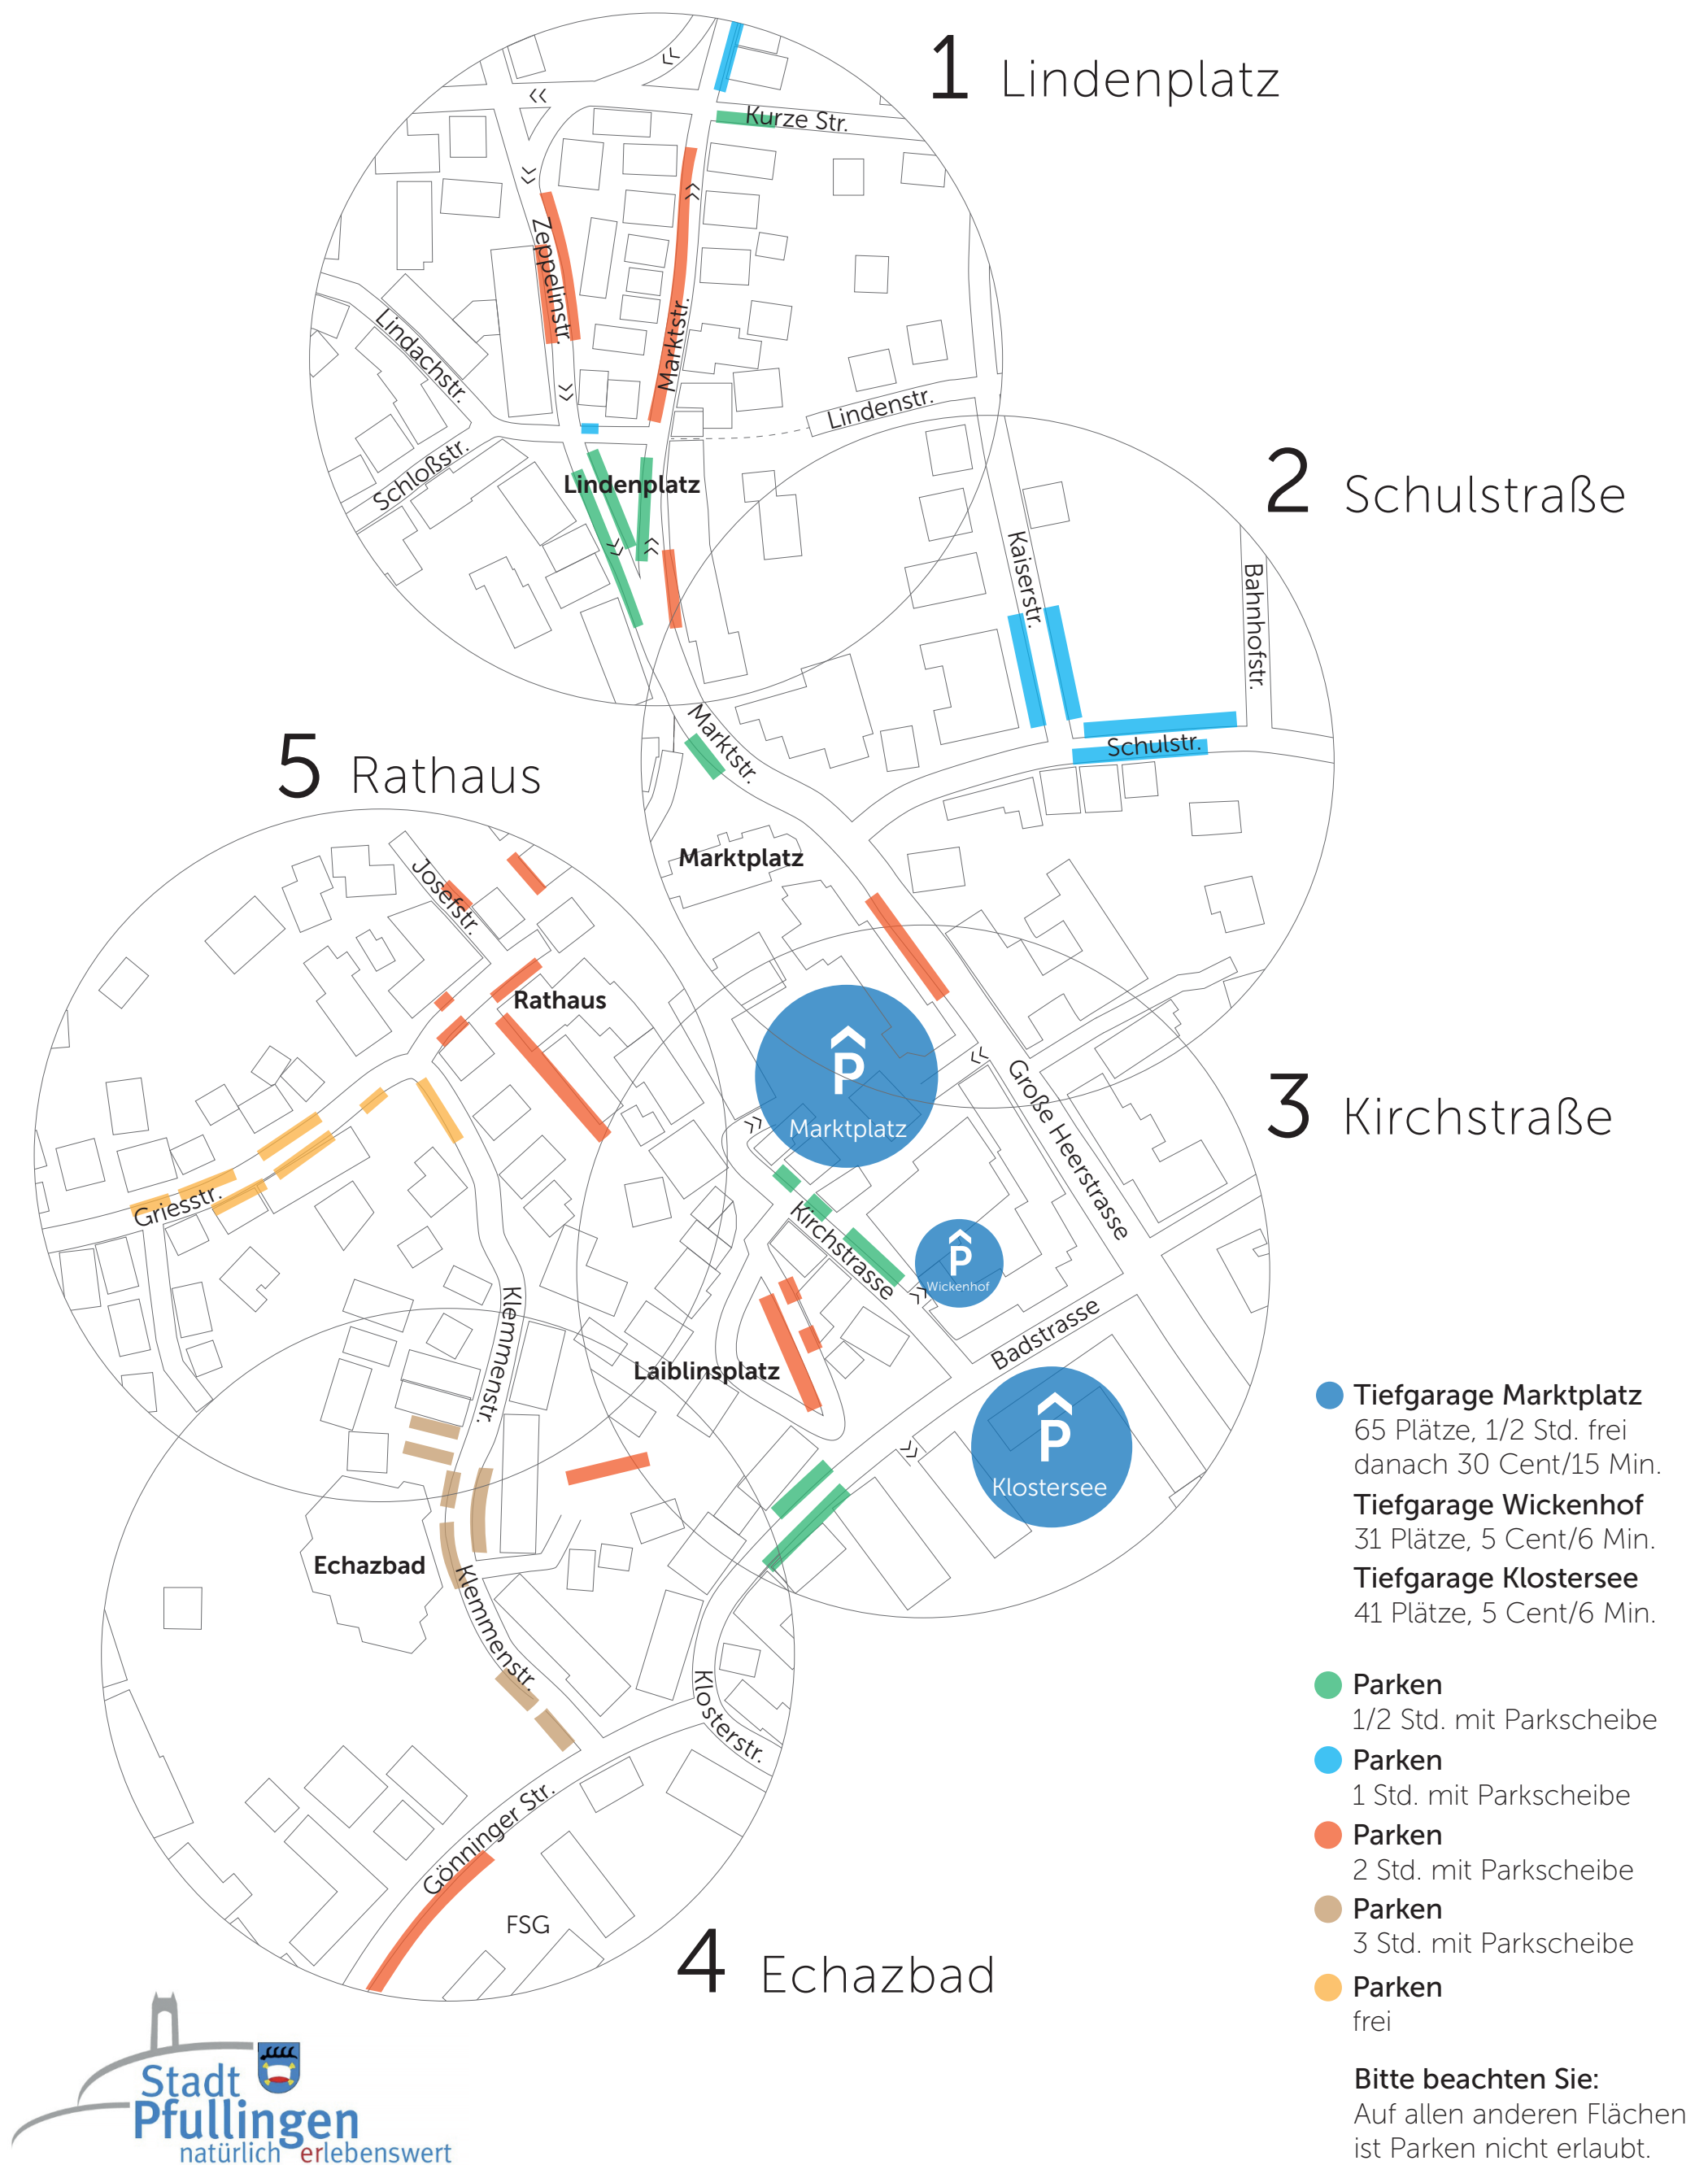 1 Lindenplatz
Kurze Str.
Zeppelinstr.
Marktstr.
Lindachstr.
Lindenstr.
Schloßstr.
Lindenplatz
2 Schulstraße
Kaiserstr.
Bahnhofstr.
Schulstr.
Marktstr.
Marktplatz
5 Rathaus
Josefstr.
Rathaus
Griesstr.
Klemmenstr.
3 Kirchstraße
P
Marktplatz
Große Heerstrasse
Kirchstrasse
P
Wickenhof
Badstrasse
Laiblinsplatz
P
Klostersee
Echazbad
Klemmenstr.
Klosterstr.
Gönninger Str.
FSG
4 Echazbad
Tiefgarage Marktplatz
65 Plätze, 1/2 Std. frei
danach 30 Cent/15 Min.
Tiefgarage Wickenhof
31 Plätze, 5 Cent/6 Min.
Tiefgarage Klostersee
41 Plätze, 5 Cent/6 Min.
Parken
1/2 Std. mit Parkscheibe
Parken
1 Std. mit Parkscheibe
Parken
2 Std. mit Parkscheibe
Parken
3 Std. mit Parkscheibe
Parken
frei
Bitte beachten Sie:
Auf allen anderen Flächen
ist Parken nicht erlaubt.
Stadt
Pfullingen
natürlich erlebenswert